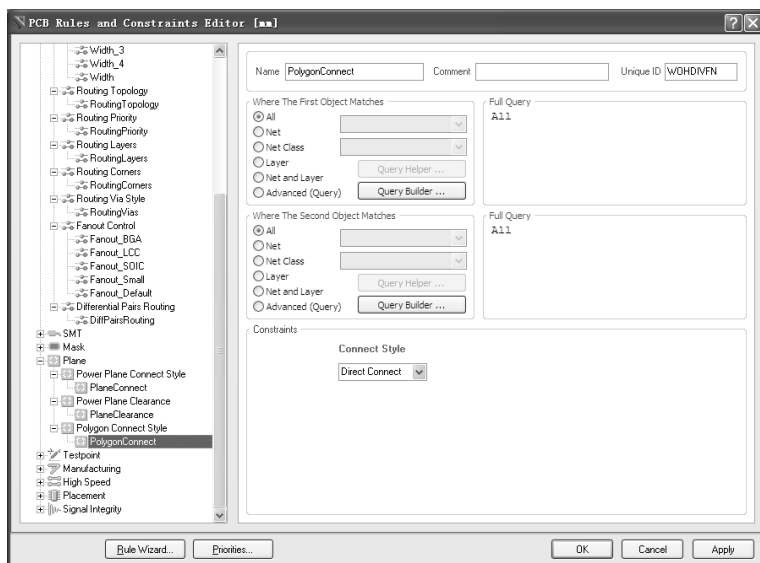 PCB Rules and Constraints Editor [mm]
Width_3
Width_4
Width
Routing Topology
RoutingTopology
Routing Priority
RoutingPriority
Routing Layers
RoutingLayers
Routing Corners
RoutingCorners
Routing Via Style
RoutingVias
Fanout Control
Fanout_BGA
Fanout_LCC
Fanout_SOIC
Fanout_Small
Fanout_Default
Differential Pairs Routing
DiffPairsRouting
SMT
Mask
Plane
Power Plane Connect Style
PlaneConnect
Power Plane Clearance
PlaneClearance
Polygon Connect Style
PolygonConnect
Testpoint
Manufacturing
High Speed
Placement
Signal Integrity
Name PolygonConnect Comment Unique ID WOHDIVFN
Where The First Object Matches
All
Net
Net Class
Layer
Net and Layer
Advanced (Query)
Query Helper ...
Query Builder ...
Full Query
All
Where The Second Object Matches
All
Net
Net Class
Layer
Net and Layer
Advanced (Query)
Query Helper ...
Query Builder ...
Full Query
All
Constraints
Connect Style
Direct Connect
Rule Wizard... Priorities... OK Cancel Apply